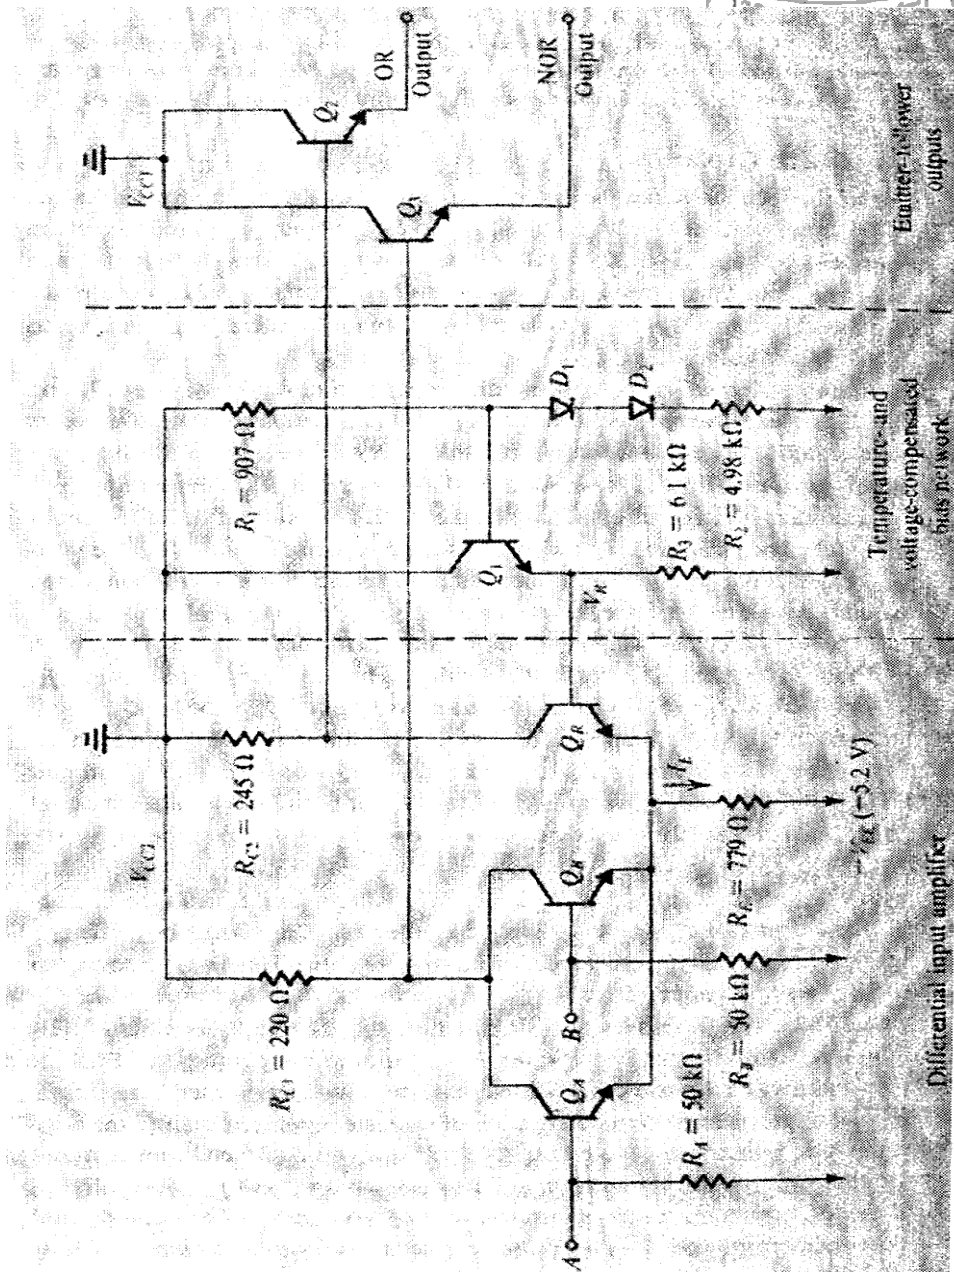 A
R_A = 50 kΩ
Q_A
B
R_B = 50 kΩ
Q_B
R_C1 = 220 Ω
V_CC1
R_C2 = 245 Ω
Q_R
I_E
R_E = 779 Ω
-V_EE (−5.2 V)
Differential input amplifier
V_R
Q_1
R_1 = 907 Ω
R_3 = 6.1 kΩ
R_2 = 4.98 kΩ
D_1
D_2
Temperature- and
voltage-compensated
bias network
V_CC1
Q_2
Q_3
OR
Output
NOR
Output
Emitter-follower
outputs